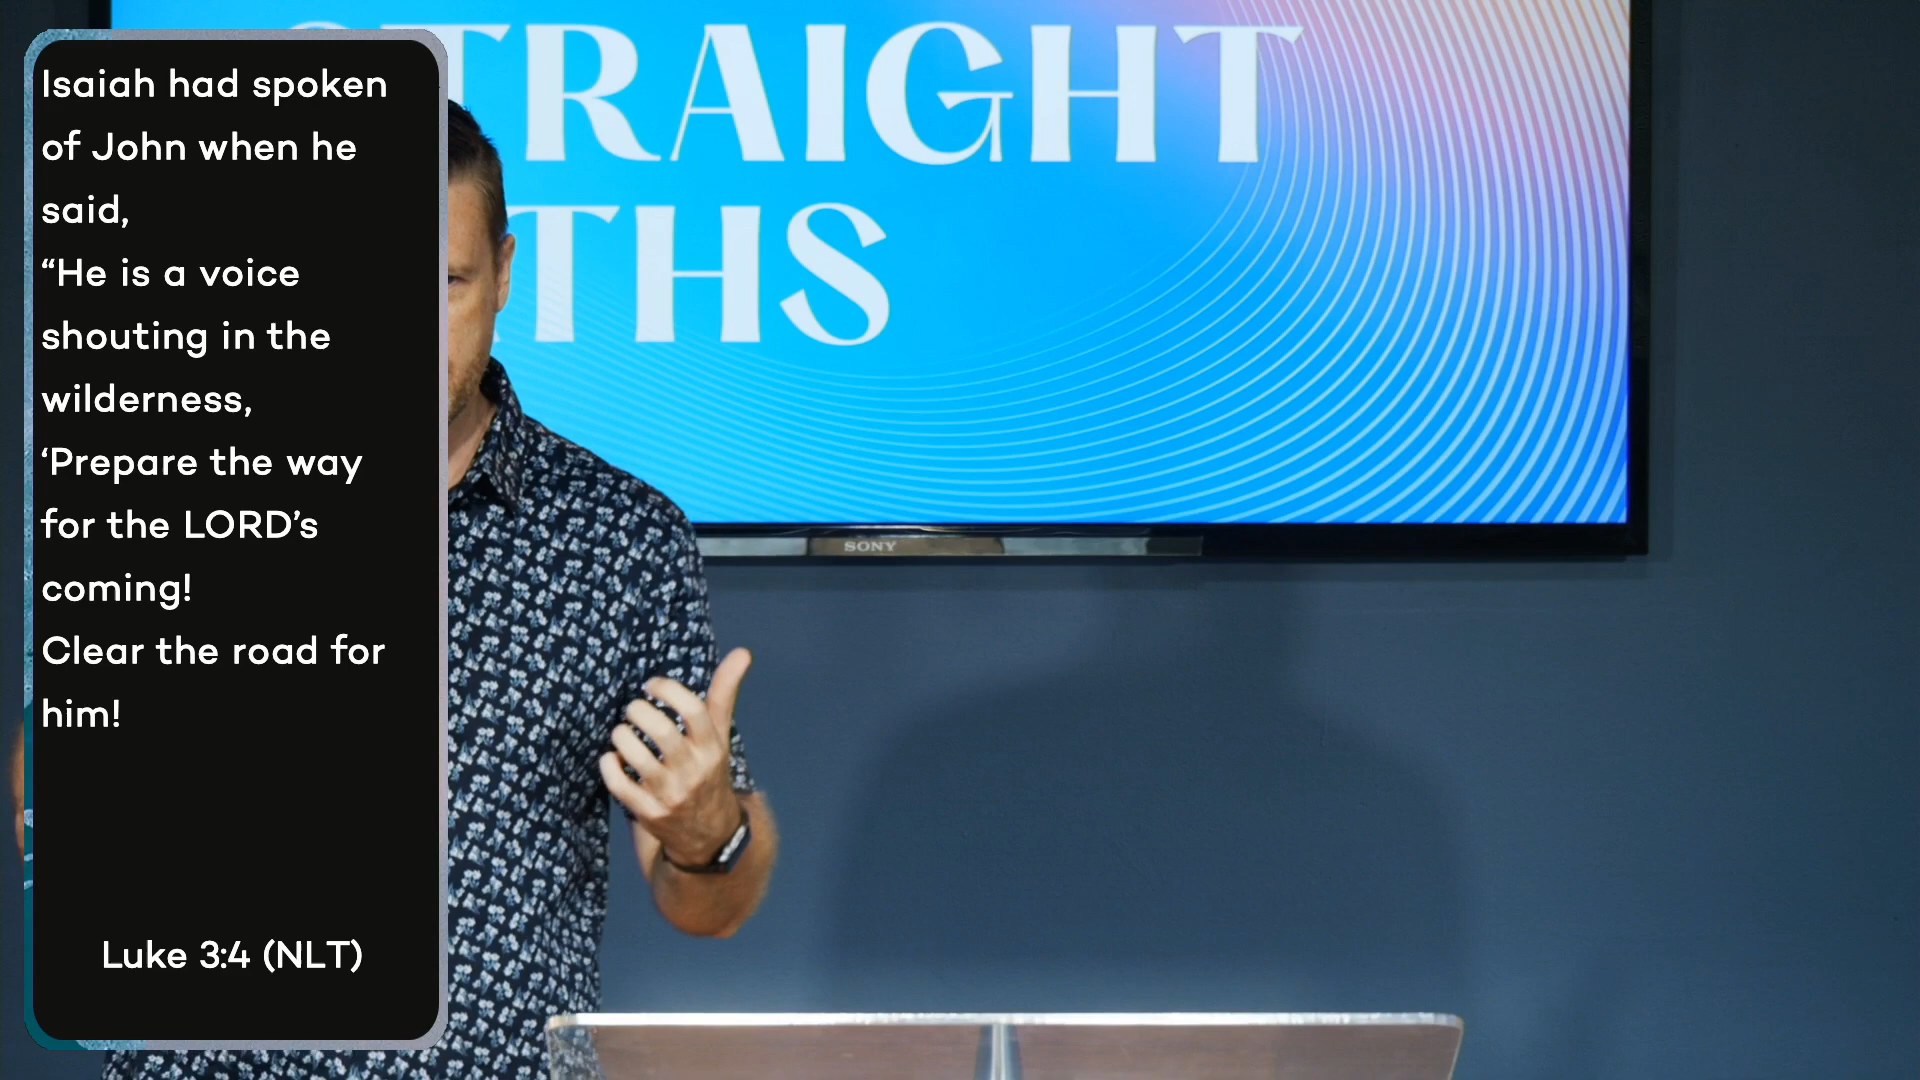 Isaiah had spoken
of John when he
said,
“He is a voice
shouting in the
wilderness,
‘Prepare the way
for the LORD’s
coming!
Clear the road for
him!
Luke 3:4 (NLT)
STRAIGHT
THS
SONY